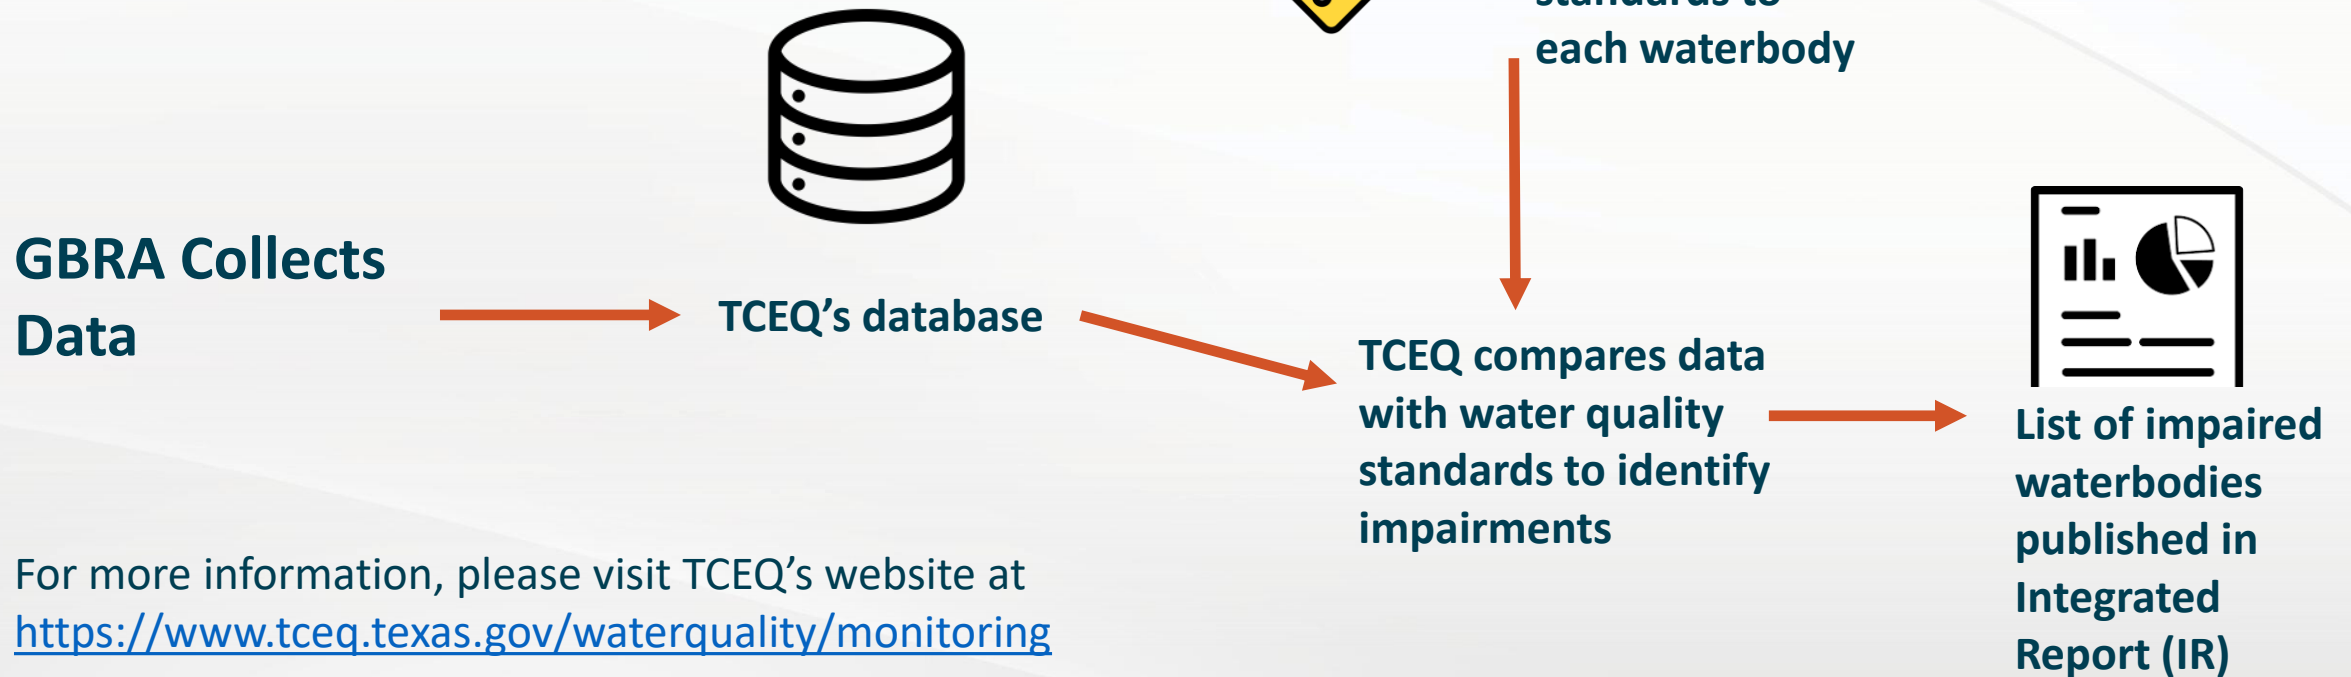 standards to
each waterbody
GBRA Collects
Data
TCEQ’s database
TCEQ compares data
with water quality
standards to identify
impairments
List of impaired
waterbodies
published in
Integrated
Report (IR)
For more information, please visit TCEQ’s website at
https://www.tceq.texas.gov/waterquality/monitoring